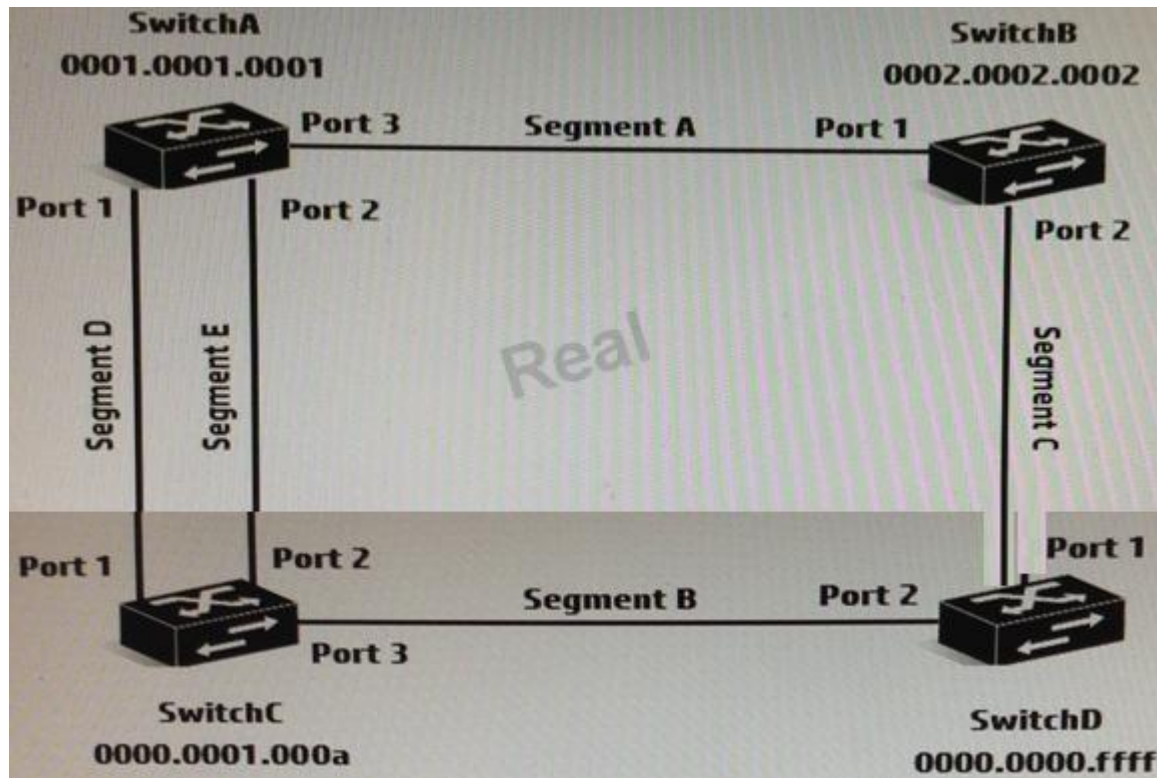 SwitchA
0001.0001.0001
SwitchB
0002.0002.0002
Port 3
Segment A
Port 1
Port 1
Port 2
Port 2
Segment D
Segment E
Real
Segment C
Port 1
Port 2
Segment B
Port 2
Port 1
Port 3
SwitchC
0000.0001.000a
SwitchD
0000.0000.ffff